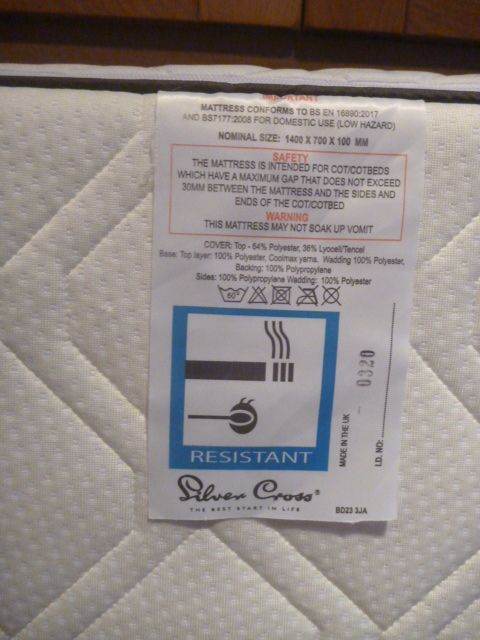 IMPORTANT
MATTRESS CONFORMS TO BS EN 16890:2017
AND BS7177:2008 FOR DOMESTIC USE (LOW HAZARD)
NOMINAL SIZE: 1400 X 700 X 100 MM
SAFETY
THE MATTRESS IS INTENDED FOR COT/COTBEDS
WHICH HAVE A MAXIMUM GAP THAT DOES NOT EXCEED
30MM BETWEEN THE MATTRESS AND THE SIDES AND
ENDS OF THE COT/COTBED
WARNING
THIS MATTRESS MAY NOT SOAK UP VOMIT
COVER: Top - 64% Polyester, 36% Lyocell/Tencel
Base: Top layer: 100% Polyester, Coolmax yarns. Wadding 100% Polyester,
Backing: 100% Polypropylene
Sides: 100% Polypropylene Wadding: 100% Polyester
60°
RESISTANT
MADE IN THE UK
0320
I.D. NO:
Silver Cross®
THE BEST START IN LIFE
BD23 3JA